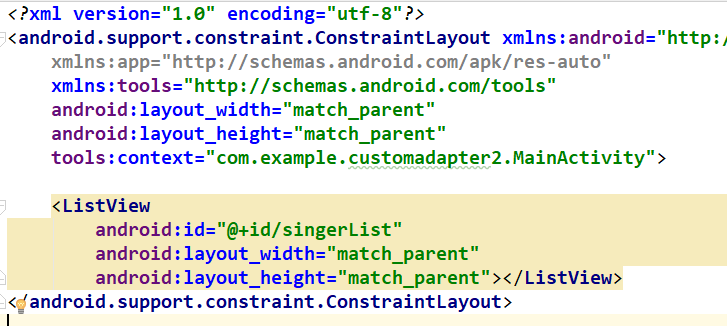 <?xml version="1.0" encoding="utf-8"?>
<android.support.constraint.ConstraintLayout xmlns:android="http:/
xmlns:app="http://schemas.android.com/apk/res-auto"
xmlns:tools="http://schemas.android.com/tools"
android:layout_width="match_parent"
android:layout_height="match_parent"
tools:context="com.example.customadapter2.MainActivity">
<ListView
android:id="@+id/singerList"
android:layout_width="match_parent"
android:layout_height="match_parent"></ListView>
</android.support.constraint.ConstraintLayout>